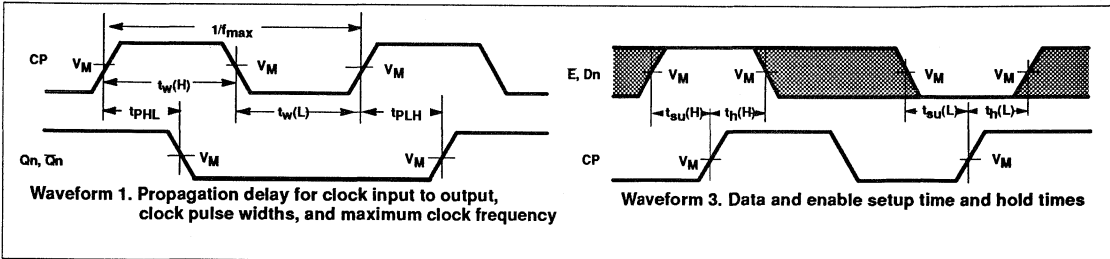 1/fmax
CP
VM
VM
VM
tw(H)
tw(L)
tPHL
tPLH
Qn, Q̅n
VM
VM
Waveform 1. Propagation delay for clock input to output,
clock pulse widths, and maximum clock frequency
E̅, Dn
VM
VM
VM
VM
tsu(H)
th(H)
tsu(L)
th(L)
CP
VM
VM
Waveform 3. Data and enable setup time and hold times